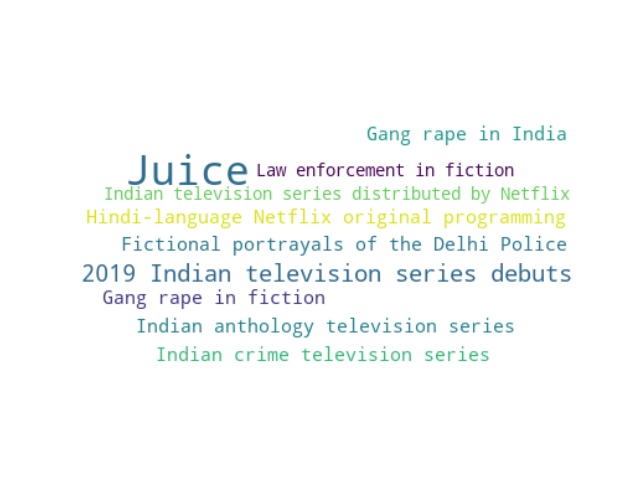 Gang rape in India
Juice Law enforcement in fiction
Indian television series distributed by Netflix
Hindi-language Netflix original programming
Fictional portrayals of the Delhi Police
2019 Indian television series debuts
Gang rape in fiction
Indian anthology television series
Indian crime television series